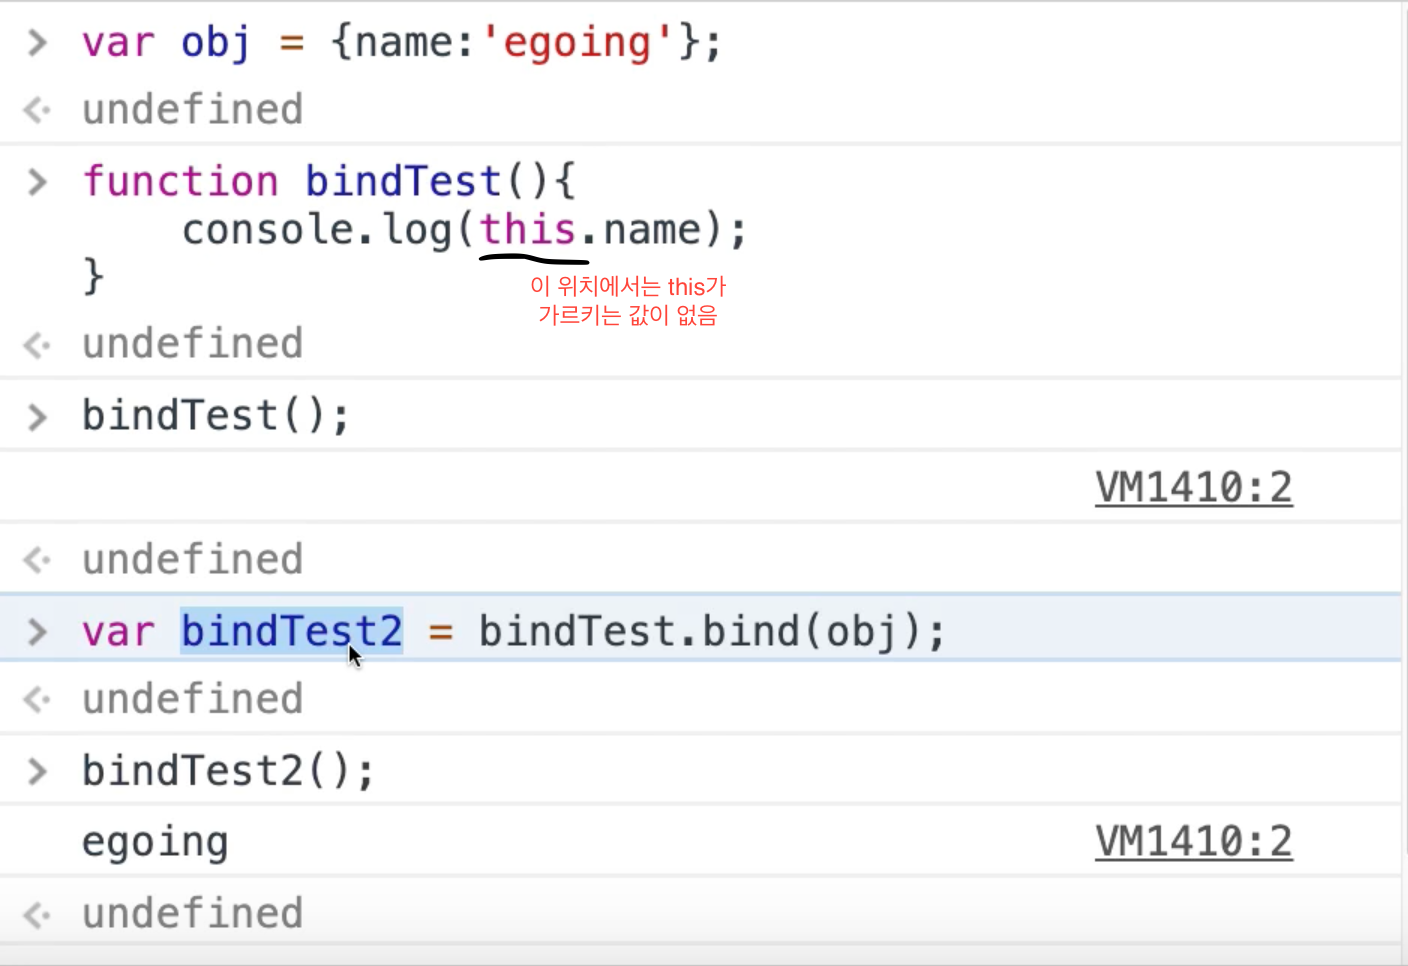 > var obj = {name:'egoing'};
<· undefined
> function bindTest(){
console.log(this.name);
}
이 위치에서는 this가
가르키는 값이 없음
<· undefined
> bindTest();
VM1410:2
<· undefined
> var bindTest2 = bindTest.bind(obj);
<· undefined
> bindTest2();
egoing VM1410:2
<· undefined